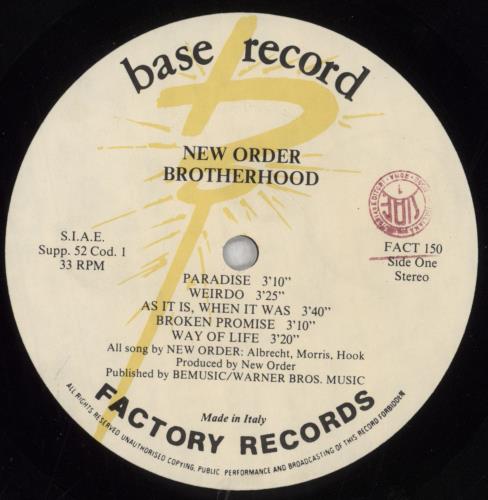 base record
NEW ORDER
BROTHERHOOD
S.I.A.E.
Supp. 52 Cod. 1
33 RPM
SIAE
FACT 150
Side One
Stereo
PARADISE 3'10"
WEIRDO 3'25"
AS IT IS, WHEN IT WAS 3'40"
BROKEN PROMISE 3'10"
WAY OF LIFE 3'20"
All song by NEW ORDER: Albrecht, Morris, Hook
Produced by New Order
Published by BEMUSIC/WARNER BROS. MUSIC
Made in Italy
FACTORY RECORDS
ALL RIGHTS RESERVED UNAUTHORISED COPYING, PUBLIC PERFORMANCE AND BROADCASTING OF THIS RECORD FORBIDDEN